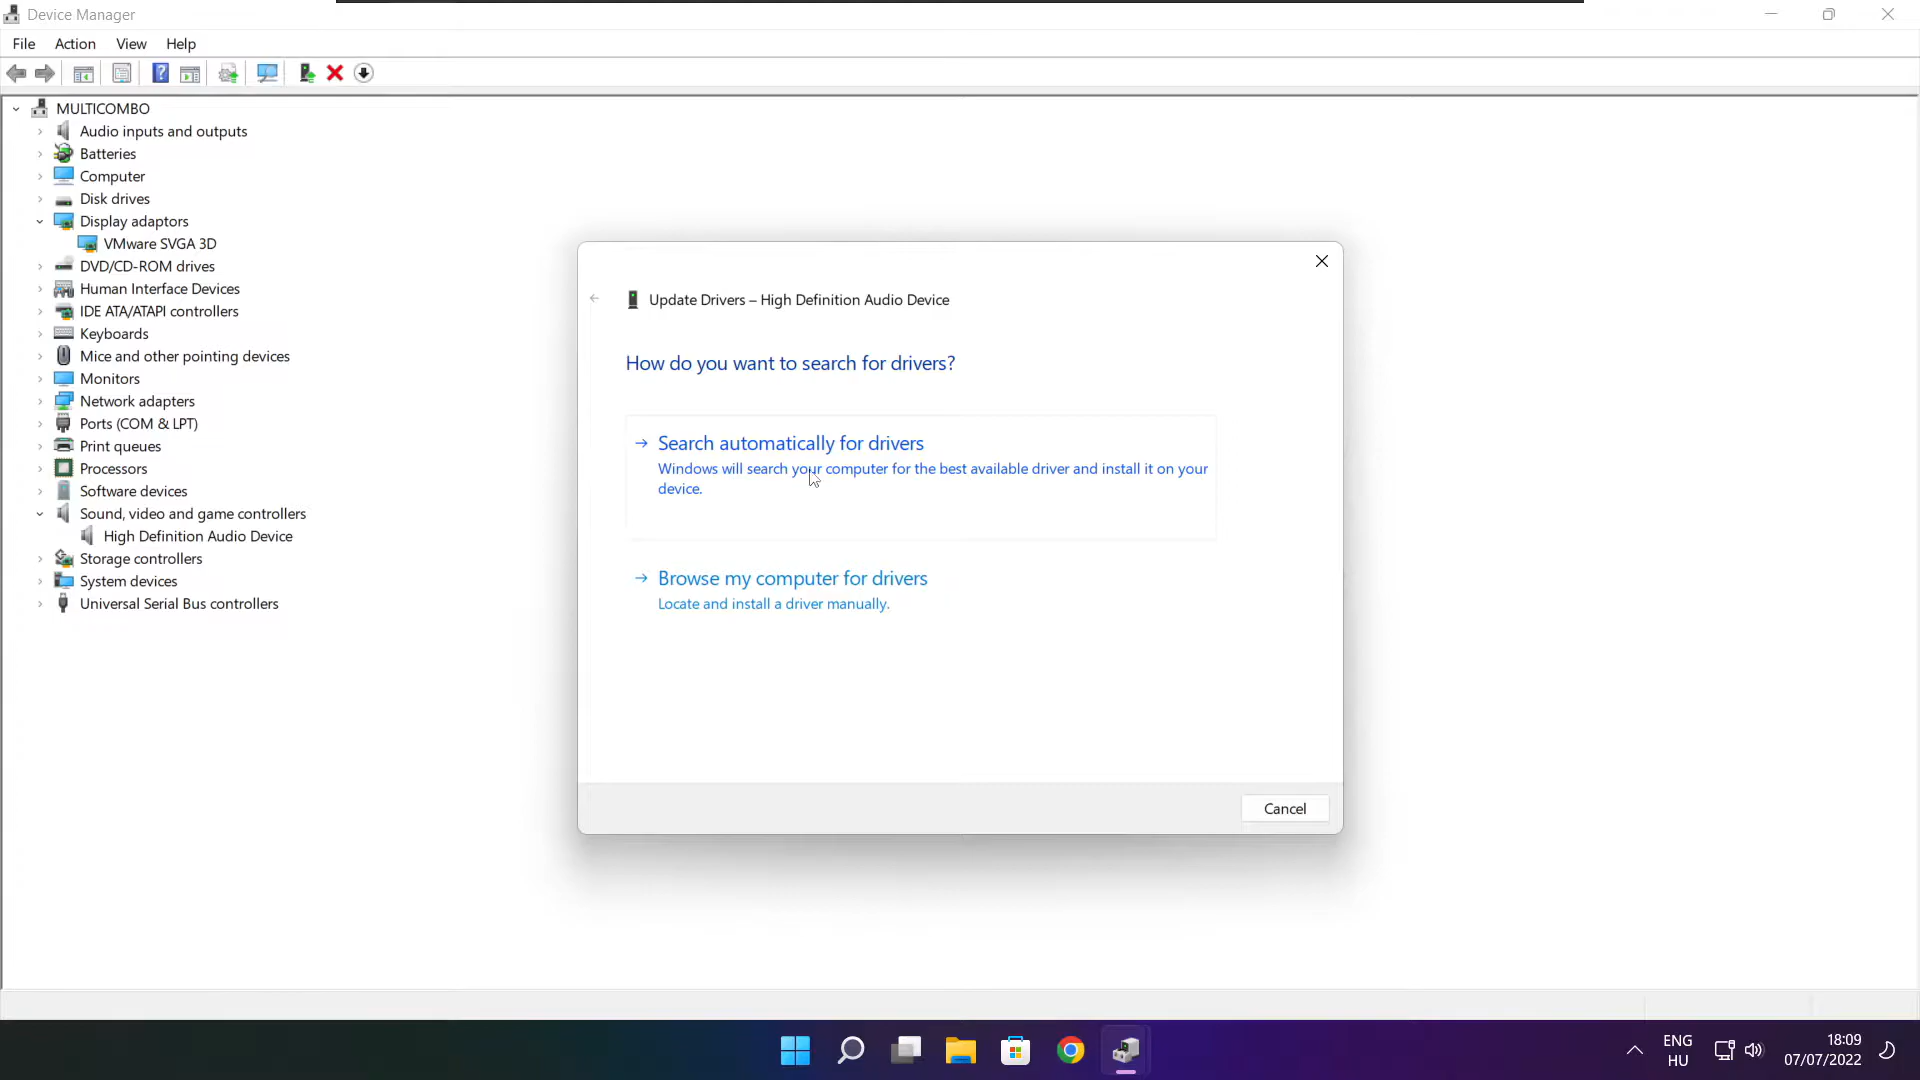 Device Manager
File Action View Help
MULTICOMBO
Audio inputs and outputs
Batteries
Computer
Disk drives
Display adaptors
VMware SVGA 3D
DVD/CD-ROM drives
Human Interface Devices
IDE ATA/ATAPI controllers
Keyboards
Mice and other pointing devices
Monitors
Network adapters
Ports (COM & LPT)
Print queues
Processors
Software devices
Sound, video and game controllers
High Definition Audio Device
Storage controllers
System devices
Universal Serial Bus controllers
Update Drivers – High Definition Audio Device
How do you want to search for drivers?
Search automatically for drivers
Windows will search your computer for the best available driver and install it on your
device.
Browse my computer for drivers
Locate and install a driver manually.
Cancel
ENG
HU
18:09
07/07/2022